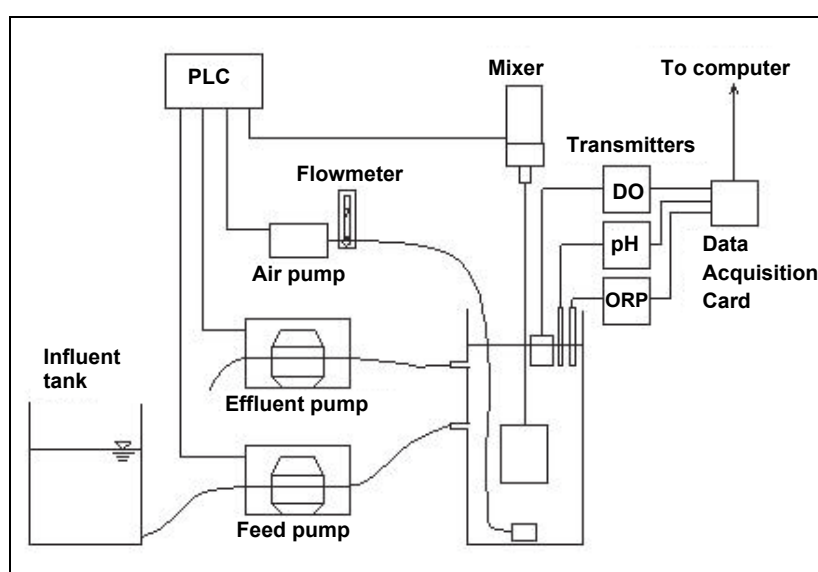 PLC
Mixer
To computer
Transmitters
Flowmeter
DO
Air pump
pH
Data
Acquisition
Card
ORP
Influent
tank
Effluent pump
Feed pump